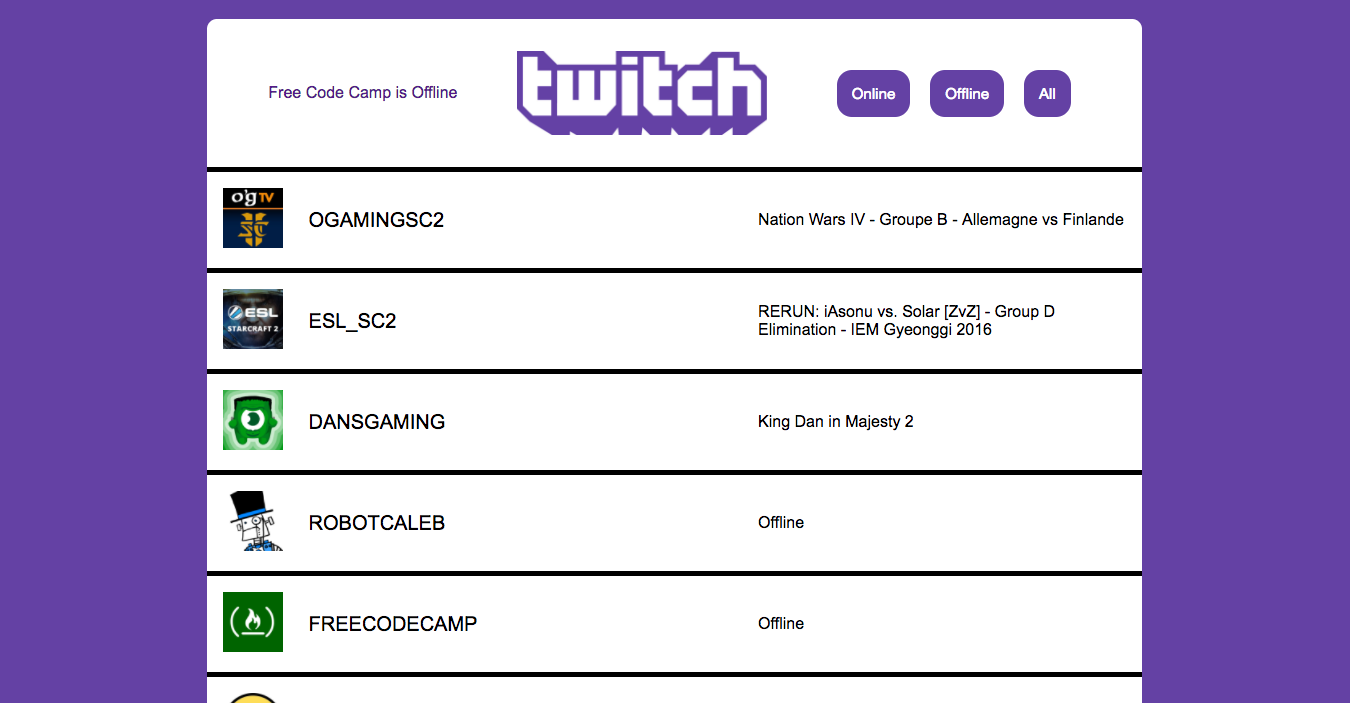 Free Code Camp is Offline
twitch
Online
Offline
All
o'g TV
OGAMINGSC2
Nation Wars IV - Groupe B - Allemagne vs Finlande
ESL
STARCRAFT 2
ESL_SC2
RERUN: iAsonu vs. Solar [ZvZ] - Group D
Elimination - IEM Gyeonggi 2016
DANSGAMING
King Dan in Majesty 2
ROBOTCALEB
Offline
FREECODECAMP
Offline